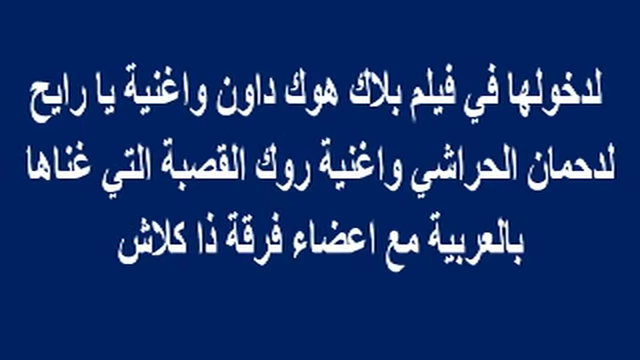 لدخولها في فيلم بلاك هوك داون واغنية يا رايح
لدحمان الحراشي واغنية روك القصبة التي غناها
بالعربية مع اعضاء فرقة ذا كلاش